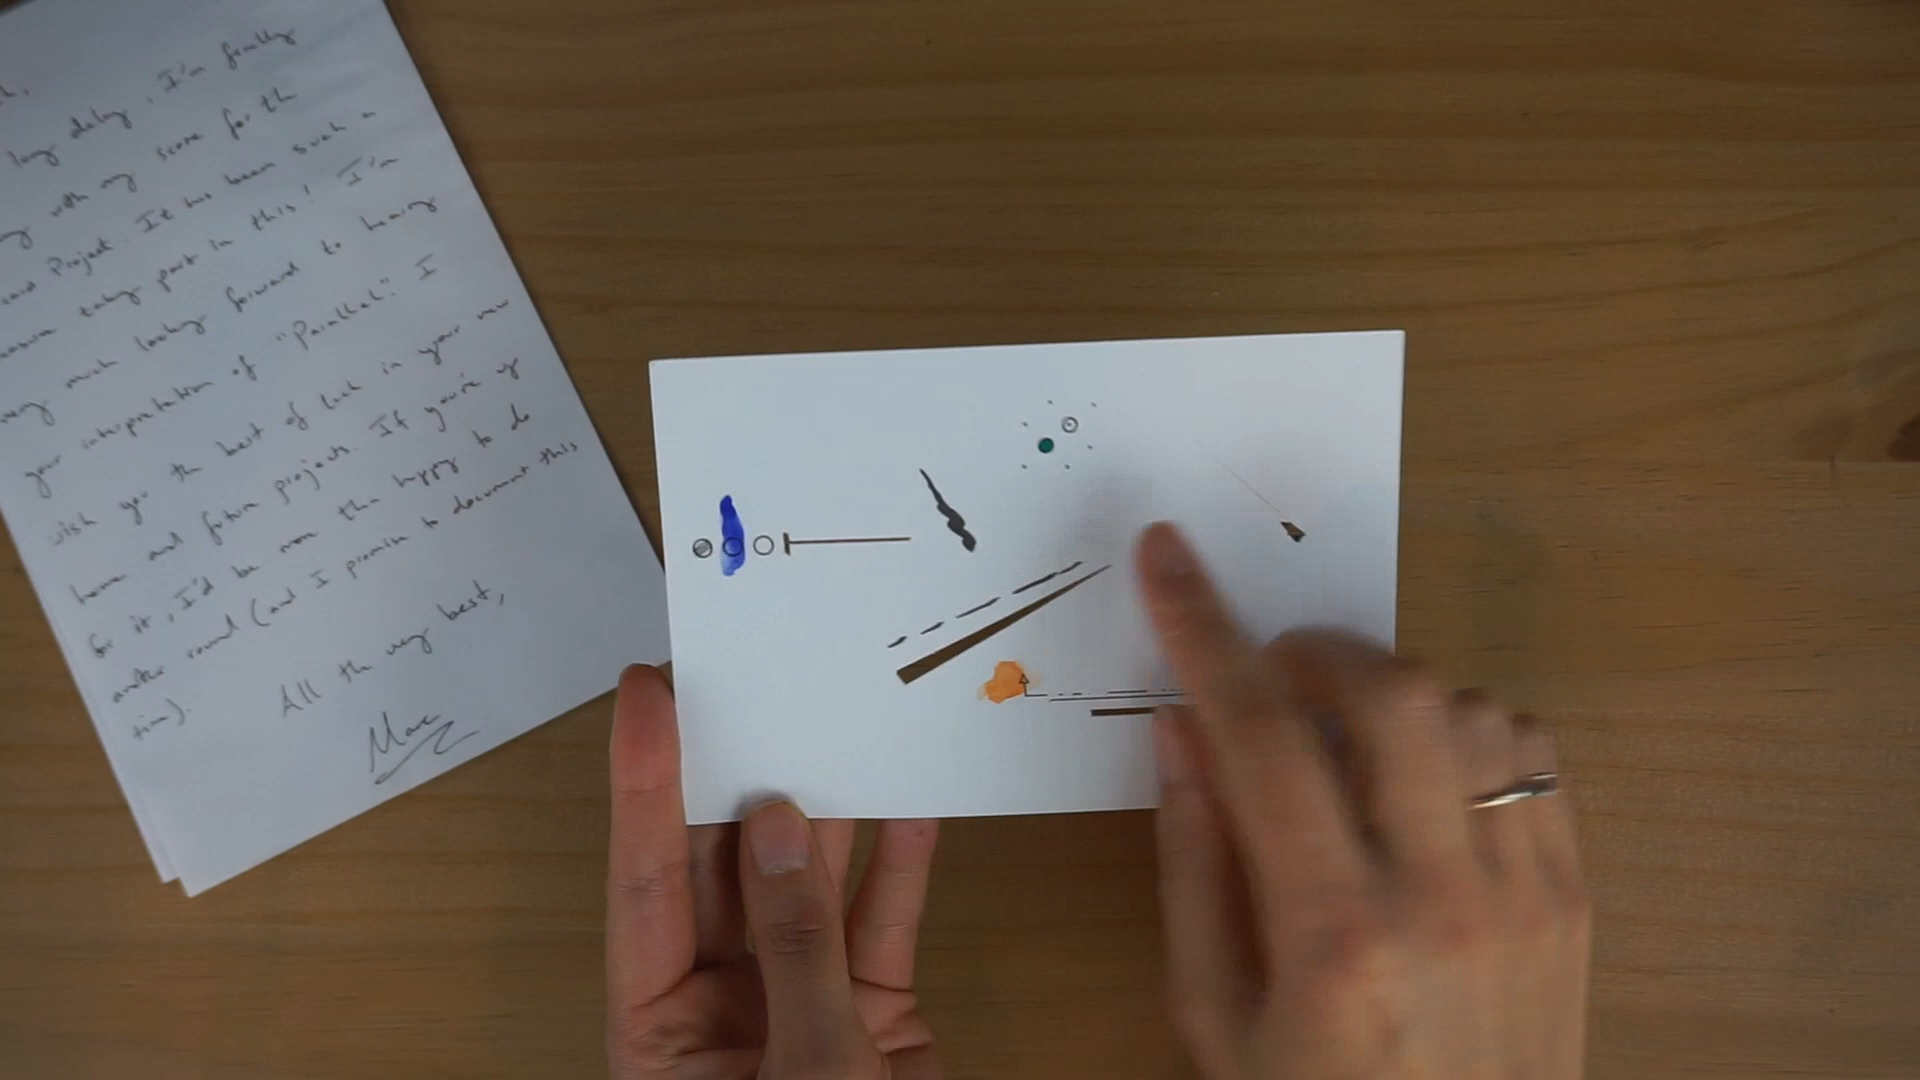 long delay, I'm finally
with my score for the
Project. It has been such a
taking part in this! I'm
very much looking forward to hearing
your interpretation of "Parallel". I
wish you the best of luck in your new
home and future projects. If you're up
for it, I'd be more than happy to do
another round (and I promise to document this
time).
All the very best,
Marc